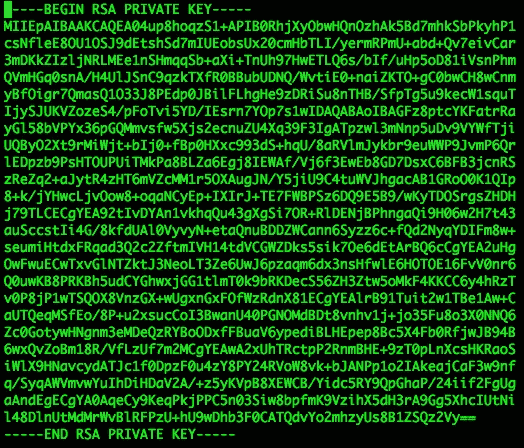 -----BEGIN RSA PRIVATE KEY-----
MIIEpAIBAAKCAQEA04up8hoqzS1+APIB0RhjXyObwHQnOzhAk5Bd7mhkSbPkyhP1
csNfleE8OU1OSJ9dEtshSd7mIUEobsUx20cmHbTLI/yermRPmU+abd+Qv7eivCar
3mDKkZIzljNRLMEe1nSHmqqSb+aXi+TnUh97HwETLQ6s/bIf/uHp5oD81iVsnPhm
QVmHGq0snA/H4UlJSnC9qzkTXfR0BBubUDNQ/WvtiE0+naiZKTO+gC0bwCH8wCnm
yBfOigr7QmasQ1O33J8PEdp0JBilFLhgHe9zDRiSu8nTHB/SfpTg5u9kecW1squT
IjySJUKVZozeS4/pFoTvi5YD/IEsrn7YQp7s1wIDAQABAoIBAGFz8ptcYKFatrRa
yGl58bVPYx36pGQMmvsfw5Xjs2ecnuZU4Xq39F3IgATpzwl3mNnp5uDv9VYWfTji
UQByO2Xt9rMiWjt+bIj0+fBp0HXxc993dS+hqU/8aRVlmJykbr9euWWP9JvmP6Qr
lEDpzb9PsHTOUPUiTMkPa8BLZa6Egj8IEWAf/Vj6f3EwEb8GD7DsxC6BFB3jcnRS
zReZq2+aJytR4zHT6mVZcMM1r5OXAugJN/Y5jiU9C4tuWVJhgacAB1GRoO0K1QIp
8+k/jYHwcLjvOow8+oqaNCyEp+IXIrJ+TE7FWBPSz6DQ9E5B9/wKyTDOSrgsZHDH
j79TLCECgYEA92tIvDYAn1vkhqQu43gXgSi7OR+RlDENjBPhngaQi9H06w2H7t43
auSccstIi4G/8kfdUAl0VyvyN+etaQnuBDDZWCann6Syzz6c+fQd2NyqYDIFm8w+
seumiHtdxFRqad3Q2c2ZftmIVH14tdVCGWZDks5sik7Oe6dEtArBQ6cCgYEA2uHg
OwFwuECwTxvGlNTZktJ3NeoLT3Ze6UwJ6pzaqm6dx3nsHfwlE6HOTOE16FvV0nr6
Q0uwKB8PRKBh5udCYGhwxjGG1tlmT0k9bRKDecS56ZH3Ztw5oMkF4KKCC6y4hRzT
v0P8jP1wTSQOX8VnzGX+wUgxnGxFOfWzRdnX81ECgYEAlrB91Tuit2w1TBe1Aw+C
aUTQeqMSfEo/8P+u2xsucCoI3BwanU40PGNOMdBDt8vnhv1j+jo35Fu8o3X0NNQ6
Zc0GotywHNgnm3eMDeQzRYBoODxfFBuaV6ypediBLHEpep8Bc5X4Fb0RfjwJB94B
6wxQvZoBm18R/VfLzUf7m2MCgYEAwA2xUhTRctpP2RnmBHE+9zT0pLnXcsHKRaoS
iWlX9HNavcydATJc1f0DpzF0u4zY8PY24RVoW8vk+bJANPp1o2IAkeajCaF3w9nf
q/SyqAWVmvwYuIhDiHDaV2A/+z5yKVpB8XEWCB/Yidc5RY9QpGhaP/24iif2FgUg
aAndEgECgYA0AqeCy9KeqPkjPPC5n03Siw8bpfmK9VzihX5dH3rA9Gg5XhcIUtNi
l48DlnUtMdMrWvBlRFPzU+hU9wDhb3F0CATQdvYo2mhzyUs8B1ZSQz2Vy==
-----END RSA PRIVATE KEY-----